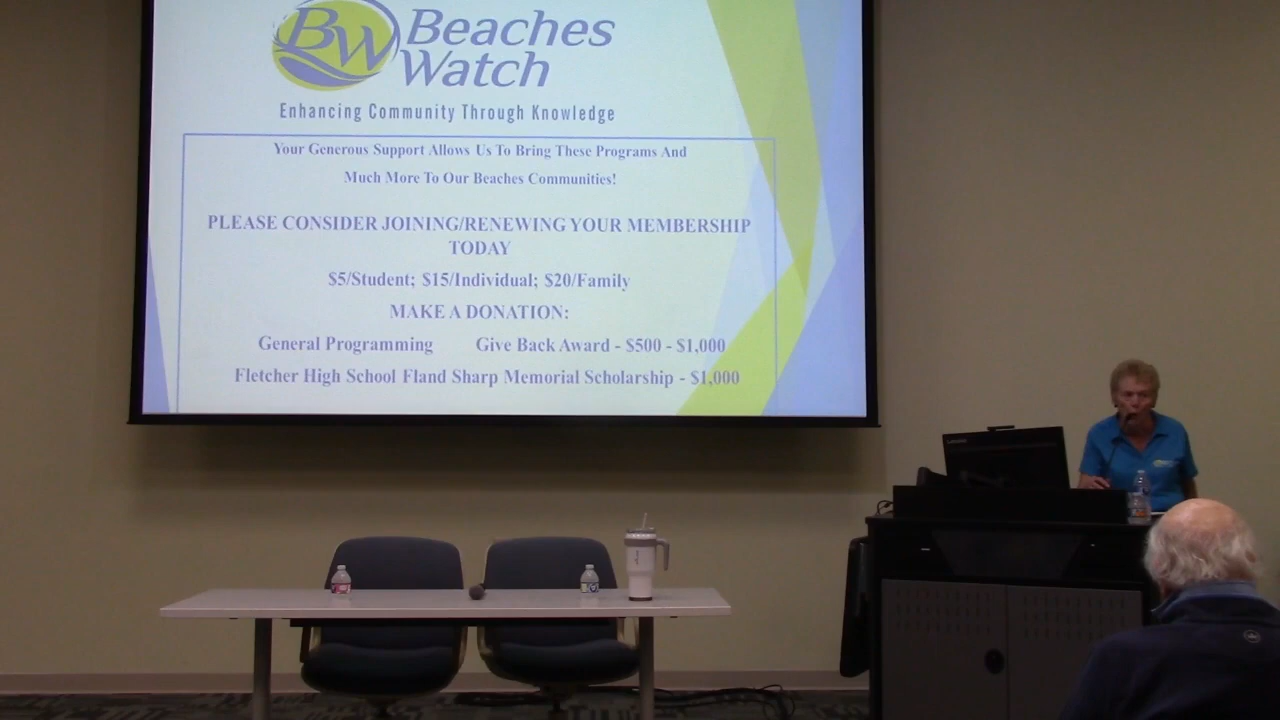 BW
Beaches
Watch
Enhancing Community Through Knowledge
Your Generous Support Allows Us To Bring These Programs And
Much More To Our Beaches Communities!
PLEASE CONSIDER JOINING/RENEWING YOUR MEMBERSHIP
TODAY
$5/Student; $15/Individual; $20/Family
MAKE A DONATION:
General Programming Give Back Award - $500 - $1,000
Fletcher High School Fland Sharp Memorial Scholarship - $1,000
Lenovo